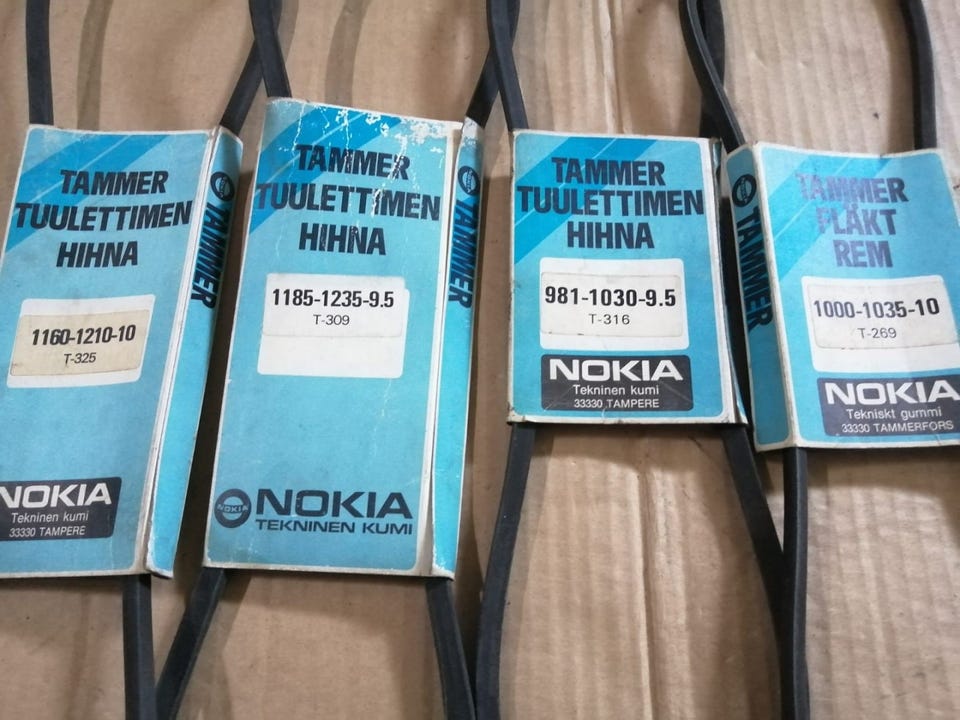 TAMMER
TUULETTIMEN
HIHNA
1160-1210-10
T-325
NOKIA
Tekninen kumi
33330 TAMPERE
TAMMER
TAMMER
TUULETTIMEN
HIHNA
1185-1235-9.5
T-309
NOKIA
NOKIA
TEKNINEN KUMI
TAMMER
TAMMER
TUULETTIMEN
HIHNA
981-1030-9.5
T-316
NOKIA
Tekninen kumi
33330 TAMPERE
TAMMER
TAMMER
FLÄKT
REM
1000-1035-10
T-269
NOKIA
Tekniskt gummi
33330 TAMMERFORS